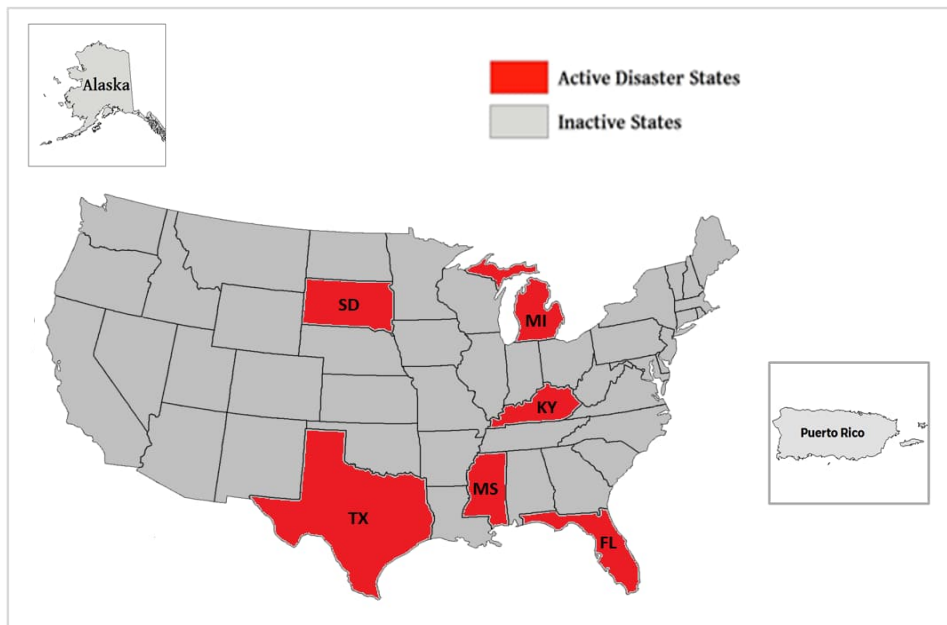 Alaska
Active Disaster States
Inactive States
SD
MI
KY
Puerto Rico
MS
TX
FL